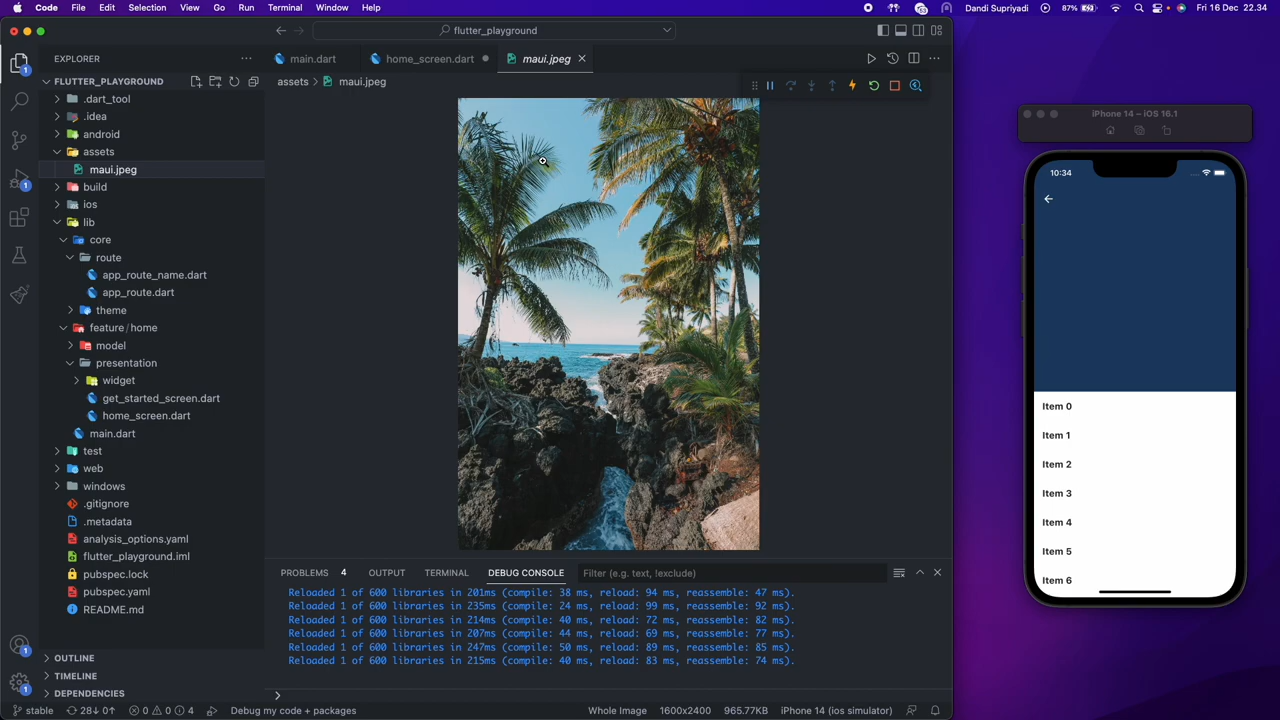 Code File Edit Selection View Go Run Terminal Window Help
63 Dandi Supriyadi 87% Fri 16 Dec 22.34
flutter_playground
EXPLORER
main.dart home_screen.dart maui.jpeg
FLUTTER_PLAYGROUND
assets maui.jpeg
.dart_tool
.idea
android
assets
maui.jpeg
build
ios
lib
core
route
app_route_name.dart
app_route.dart
theme
feature/home
model
presentation
widget
get_started_screen.dart
home_screen.dart
main.dart
test
web
windows
.gitignore
.metadata
analysis_options.yaml
flutter_playground.iml
pubspec.lock
pubspec.yaml
README.md
OUTLINE
TIMELINE
DEPENDENCIES
1
1
1
1
PROBLEMS 4 OUTPUT TERMINAL DEBUG CONSOLE Filter (e.g. text, !exclude)
Reloaded 1 of 600 libraries in 201ms (compile: 38 ms, reload: 94 ms, reassemble: 47 ms).
Reloaded 1 of 600 libraries in 235ms (compile: 24 ms, reload: 99 ms, reassemble: 92 ms).
Reloaded 1 of 600 libraries in 214ms (compile: 40 ms, reload: 72 ms, reassemble: 82 ms).
Reloaded 1 of 600 libraries in 207ms (compile: 44 ms, reload: 69 ms, reassemble: 77 ms).
Reloaded 1 of 600 libraries in 247ms (compile: 50 ms, reload: 89 ms, reassemble: 85 ms).
Reloaded 1 of 600 libraries in 215ms (compile: 40 ms, reload: 83 ms, reassemble: 74 ms).
stable 28↓ 0↑ 0 0 4 Debug my code + packages Whole Image 1600x2400 965.77KB iPhone 14 (ios simulator)
iPhone 14 – iOS 16.1
10:34
Item 0
Item 1
Item 2
Item 3
Item 4
Item 5
Item 6